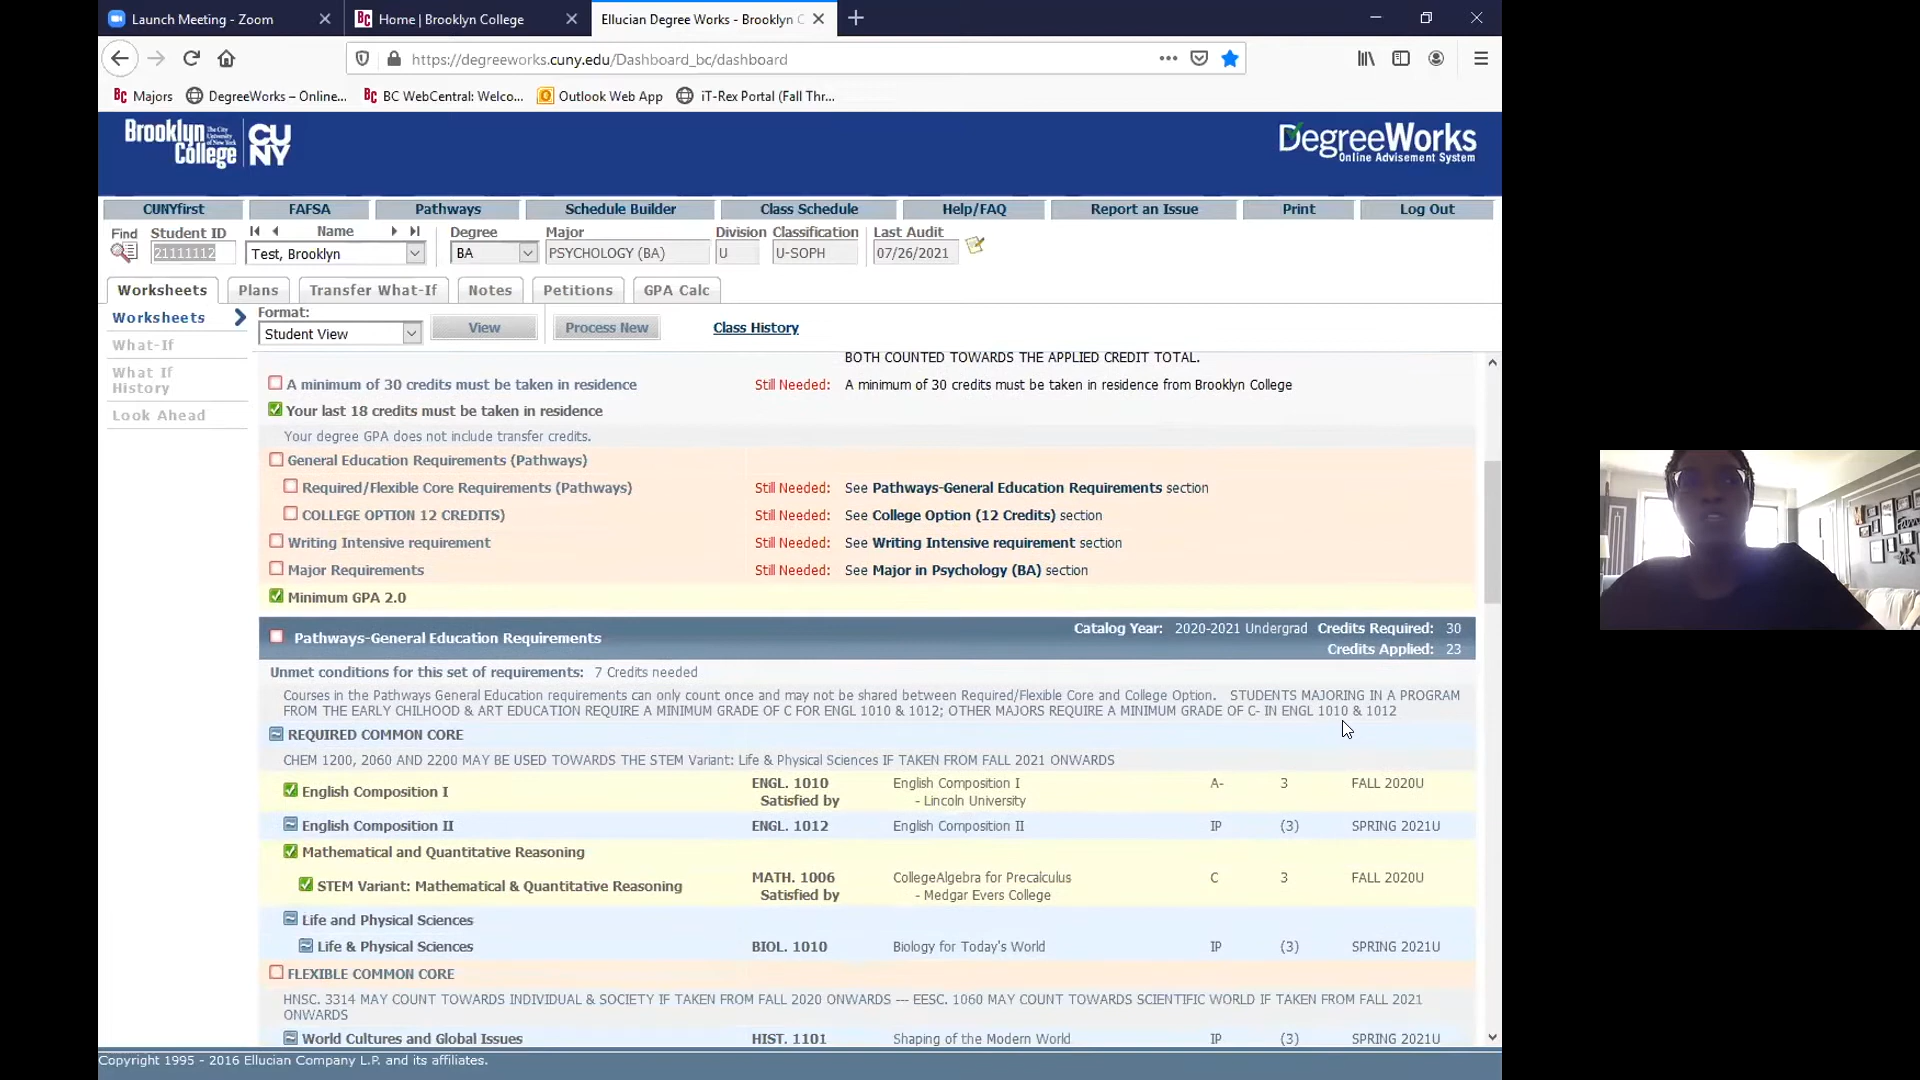 Launch Meeting - Zoom
Home | Brooklyn College
Ellucian Degree Works - Brooklyn C
https://degreeworks.cuny.edu/Dashboard_bc/dashboard
BC Majors
DegreeWorks – Online...
BC WebCentral: Welco...
Outlook Web App
iT-Rex Portal (Fall Thr...
Brooklyn College
The City University of New York
CUNY
DegreeWorks
Online Advisement System
CUNYfirst FAFSA Pathways Schedule Builder Class Schedule Help/FAQ Report an Issue Print Log Out
Find Student ID Name Degree Major Division Classification Last Audit
21111112 Test, Brooklyn BA PSYCHOLOGY (BA) U U-SOPH 07/26/2021
Worksheets Plans Transfer What-If Notes Petitions GPA Calc
Worksheets
What-If
What If
History
Look Ahead
Format:
Student View View Process New Class History
BOTH COUNTED TOWARDS THE APPLIED CREDIT TOTAL.
A minimum of 30 credits must be taken in residence Still Needed: A minimum of 30 credits must be taken in residence from Brooklyn College
Your last 18 credits must be taken in residence
Your degree GPA does not include transfer credits.
General Education Requirements (Pathways)
Required/Flexible Core Requirements (Pathways) Still Needed: See Pathways-General Education Requirements section
COLLEGE OPTION 12 CREDITS) Still Needed: See College Option (12 Credits) section
Writing Intensive requirement Still Needed: See Writing Intensive requirement section
Major Requirements Still Needed: See Major in Psychology (BA) section
Minimum GPA 2.0
Pathways-General Education Requirements Catalog Year: 2020-2021 Undergrad Credits Required: 30
Credits Applied: 23
Unmet conditions for this set of requirements: 7 Credits needed
Courses in the Pathways General Education requirements can only count once and may not be shared between Required/Flexible Core and College Option. STUDENTS MAJORING IN A PROGRAM
FROM THE EARLY CHILHOOD & ART EDUCATION REQUIRE A MINIMUM GRADE OF C FOR ENGL 1010 & 1012; OTHER MAJORS REQUIRE A MINIMUM GRADE OF C- IN ENGL 1010 & 1012
REQUIRED COMMON CORE
CHEM 1200, 2060 AND 2200 MAY BE USED TOWARDS THE STEM Variant: Life & Physical Sciences IF TAKEN FROM FALL 2021 ONWARDS
English Composition I ENGL. 1010 English Composition I A- 3 FALL 2020U
Satisfied by - Lincoln University
English Composition II ENGL. 1012 English Composition II IP (3) SPRING 2021U
Mathematical and Quantitative Reasoning
STEM Variant: Mathematical & Quantitative Reasoning MATH. 1006 CollegeAlgebra for Precalculus C 3 FALL 2020U
Satisfied by - Medgar Evers College
Life and Physical Sciences
Life & Physical Sciences BIOL. 1010 Biology for Today's World IP (3) SPRING 2021U
FLEXIBLE COMMON CORE
HNSC. 3314 MAY COUNT TOWARDS INDIVIDUAL & SOCIETY IF TAKEN FROM FALL 2020 ONWARDS --- EESC. 1060 MAY COUNT TOWARDS SCIENTIFIC WORLD IF TAKEN FROM FALL 2021
ONWARDS
World Cultures and Global Issues HIST. 1101 Shaping of the Modern World IP (3) SPRING 2021U
Copyright 1995 - 2016 Ellucian Company L.P. and its affiliates.